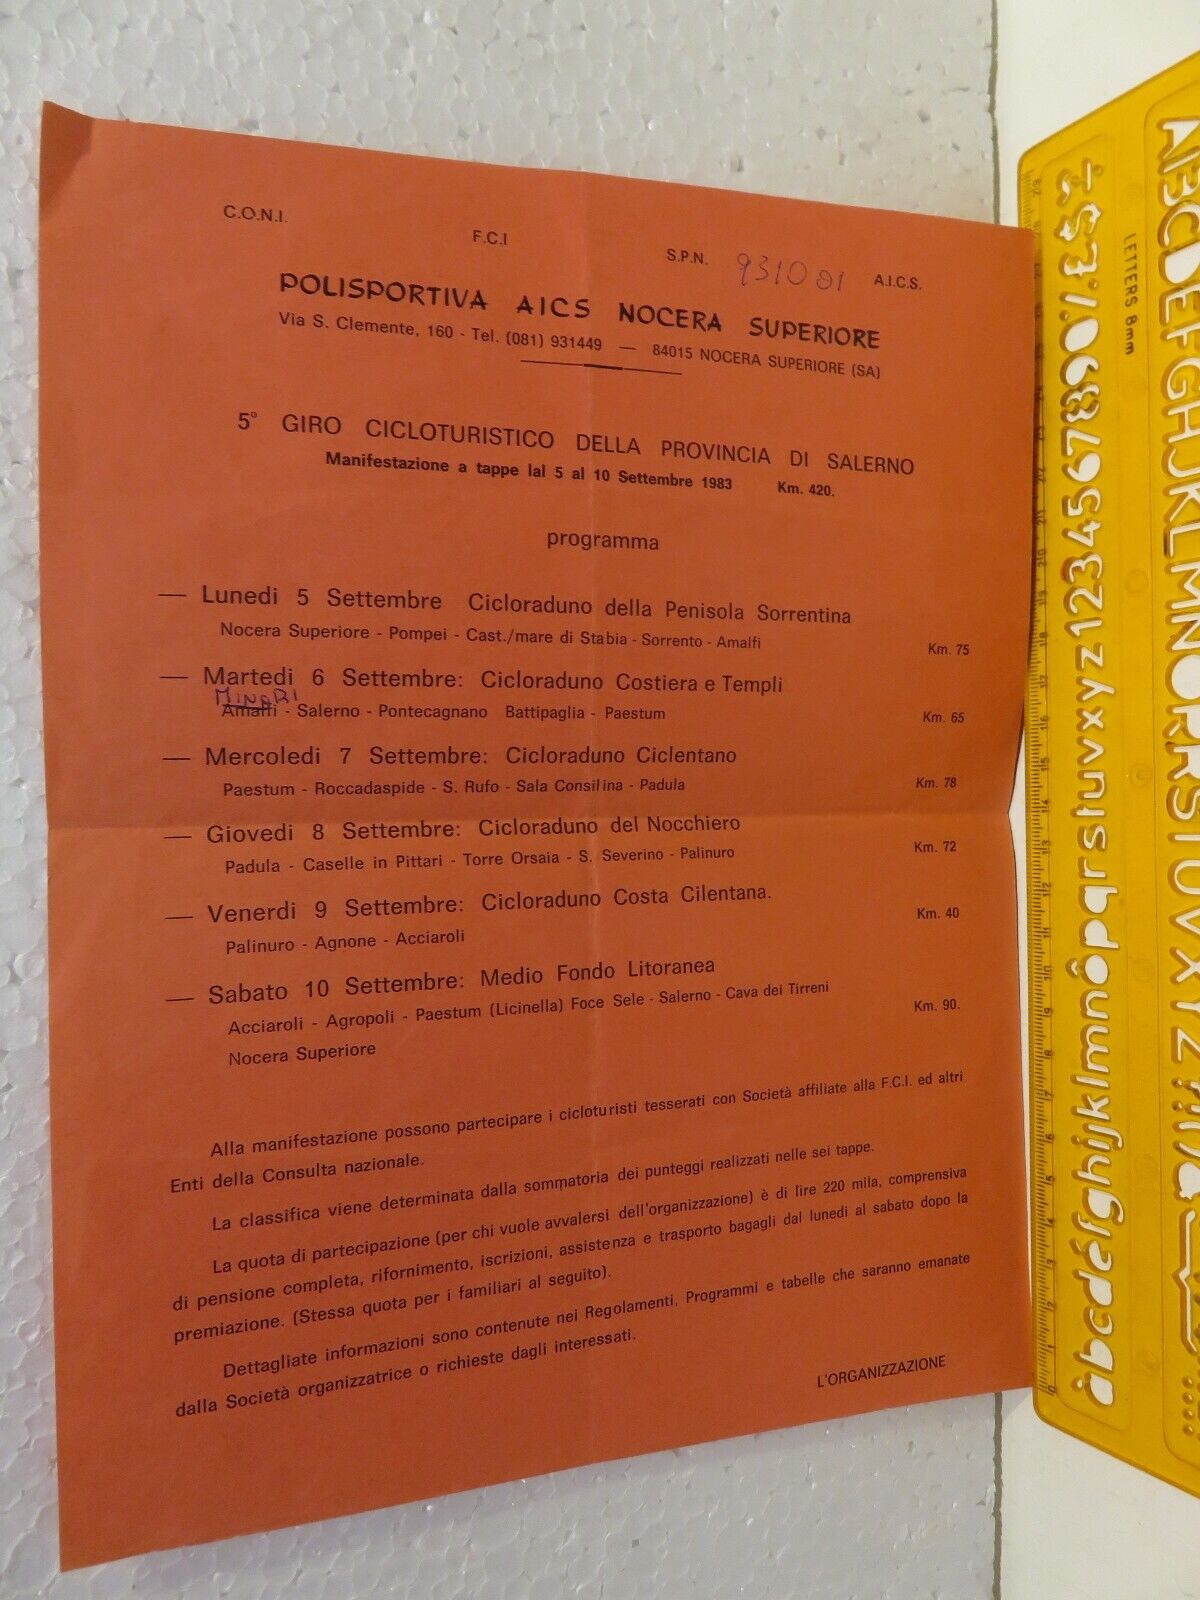 C.O.N.I. F.C.I S.P.N. 931001 A.I.C.S.
POLISPORTIVA AICS NOCERA SUPERIORE
Via S. Clemente, 160 - Tel. (081) 931449 — 84015 NOCERA SUPERIORE (SA)
5° GIRO CICLOTURISTICO DELLA PROVINCIA DI SALERNO
Manifestazione a tappe lal 5 al 10 Settembre 1983 Km. 420.
programma
— Lunedi 5 Settembre Cicloraduno della Penisola Sorrentina
Nocera Superiore - Pompei - Cast./mare di Stabia - Sorrento - Amalfi Km. 75
— Martedi 6 Settembre: Cicloraduno Costiera e Templi
MINORI
Amalfi - Salerno - Pontecagnano Battipaglia - Paestum Km. 65
— Mercoledi 7 Settembre: Cicloraduno Ciclentano
Paestum - Roccadaspide - S. Rufo - Sala Consilina - Padula Km. 78
— Giovedi 8 Settembre: Cicloraduno del Nocchiero
Padula - Caselle in Pittari - Torre Orsaia - S. Severino - Palinuro Km. 72
— Venerdi 9 Settembre: Cicloraduno Costa Cilentana.
Palinuro - Agnone - Acciaroli Km. 40
— Sabato 10 Settembre: Medio Fondo Litoranea
Acciaroli - Agropoli - Paestum (Licinella) Foce Sele - Salerno - Cava dei Tirreni Km. 90.
Nocera Superiore
Alla manifestazione possono partecipare i cicloturisti tesserati con Società affiliate alla F.C.I. ed altri
Enti della Consulta nazionale.
La classifica viene determinata dalla sommatoria dei punteggi realizzati nelle sei tappe.
La quota di partecipazione (per chi vuole avvalersi dell'organizzazione) è di lire 220 mila, comprensiva
di pensione completa, rifornimento, iscrizioni, assistenza e trasporto bagagli dal lunedi al sabato dopo la
premiazione. (Stessa quota per i familiari al seguito).
Dettagliate informazioni sono contenute nei Regolamenti, Programmi e tabelle che saranno emanate
dalla Società organizzatrice o richieste dagli interessati.
L'ORGANIZZAZIONE
LETTERS 8mm